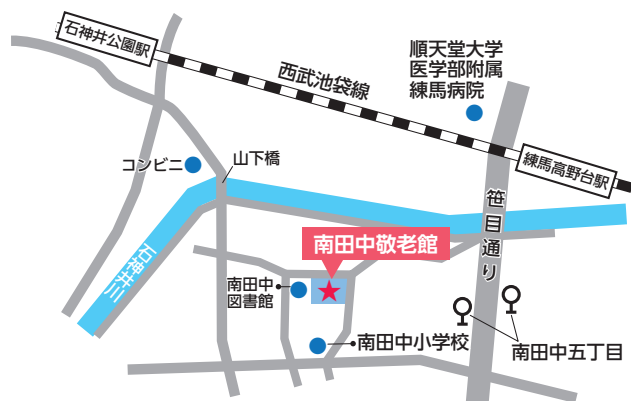 石神井公園駅
西武池袋線
順天堂大学
医学部附属
練馬病院
練馬高野台駅
コンビニ
山下橋
笹目通り
石神井川
南田中敬老館
南田中
図書館
南田中小学校
南田中五丁目